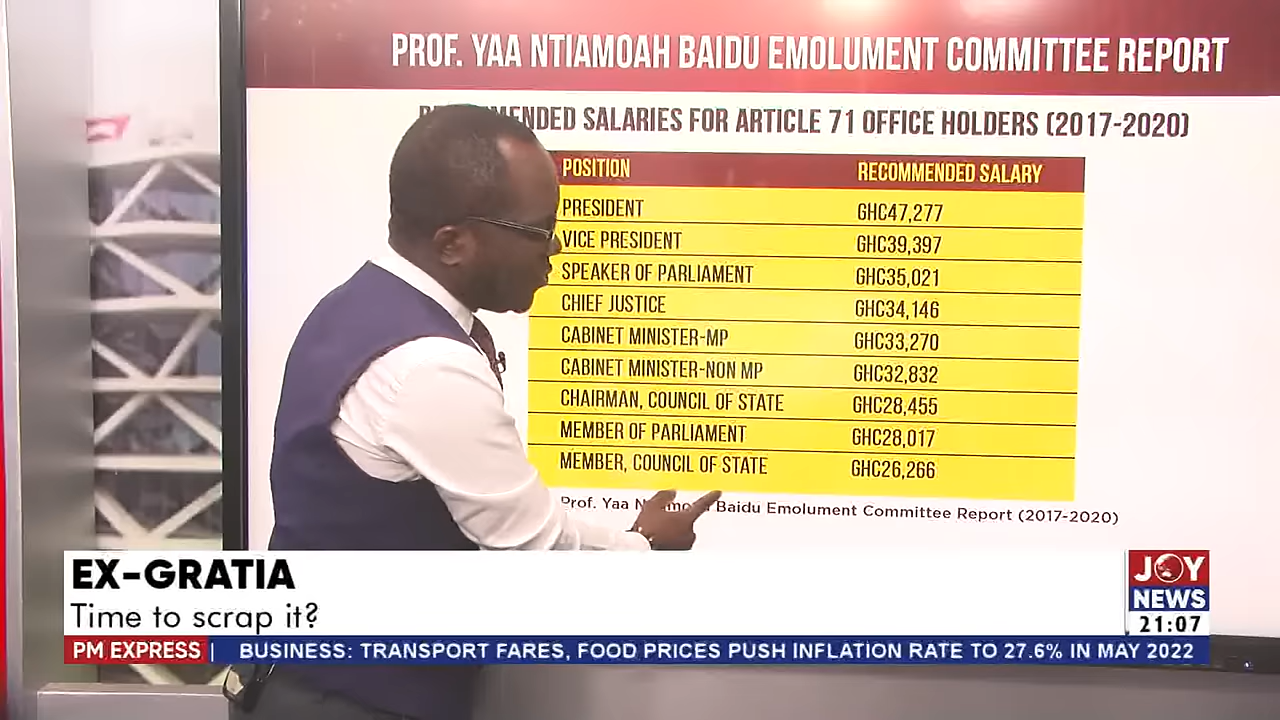 PROF. YAA NTIAMOAH BAIDU EMOLUMENT COMMITTEE REPORT
SALARIES FOR ARTICLE 71 OFFICE HOLDERS (2017-2020)
POSITION RECOMMENDED SALARY
PRESIDENT GHC47,277
VICE PRESIDENT GHC39,397
SPEAKER OF PARLIAMENT GHC35,021
CHIEF JUSTICE GHC34,146
CABINET MINISTER-MP GHC33,270
CABINET MINISTER-NON MP GHC32,832
CHAIRMAN, COUNCIL OF STATE GHC28,455
MEMBER OF PARLIAMENT GHC28,017
MEMBER, COUNCIL OF STATE GHC26,266
Prof. Yaa Baidu Emolument Committee Report (2017-2020)
EX-GRATIA
Time to scrap it?
JOY
NEWS
21:07
PM EXPRESS | BUSINESS: TRANSPORT FARES, FOOD PRICES PUSH INFLATION RATE TO 27.6% IN MAY 2022